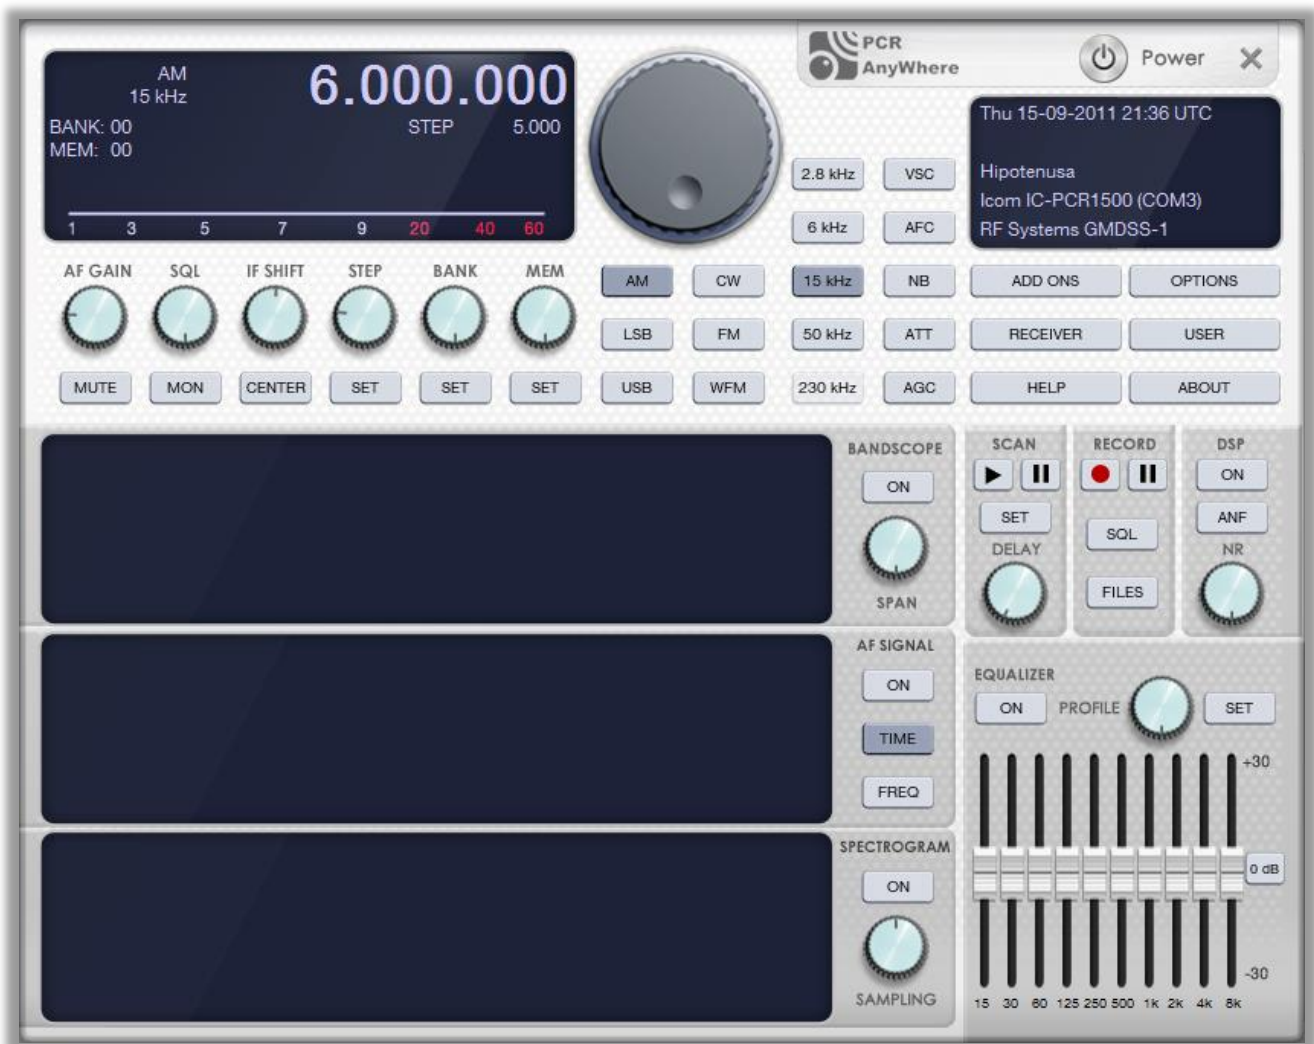 PCR
AnyWhere
Power
AM
15 kHz
6.000.000
BANK: 00
STEP 5.000
MEM: 00
1 3 5 7 9 20 40 60
Thu 15-09-2011 21:36 UTC
Hipotenusa
Icom IC-PCR1500 (COM3)
RF Systems GMDSS-1
2.8 kHz VSC
6 kHz AFC
AF GAIN SQL IF SHIFT STEP BANK MEM
AM CW 15 kHz NB ADD ONS OPTIONS
LSB FM 50 kHz ATT RECEIVER USER
MUTE MON CENTER SET SET SET USB WFM 230 kHz AGC HELP ABOUT
BANDSCOPE
ON
SPAN
SCAN
SET
DELAY
RECORD
SQL
FILES
DSP
ON
ANF
NR
AF SIGNAL
ON
TIME
FREQ
SPECTROGRAM
ON
SAMPLING
EQUALIZER
ON PROFILE SET
+30
0 dB
-30
15 30 60 125 250 500 1k 2k 4k 8k